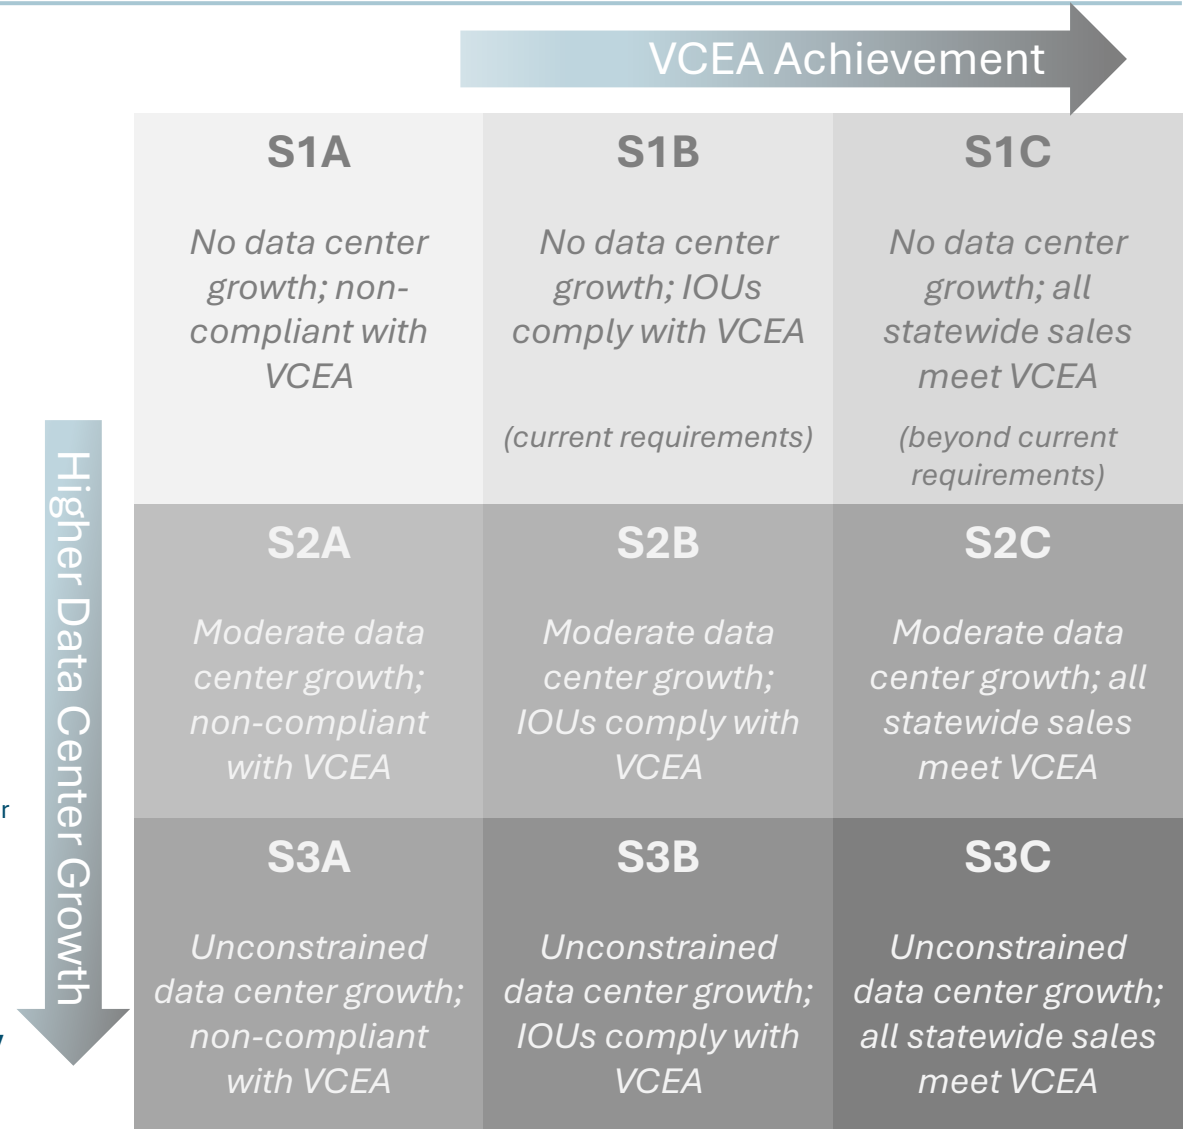 VCEA Achievement
S1A
No data center
growth; non-
compliant with
VCEA
S1B
No data center
growth; IOUs
comply with VCEA
(current requirements)
S1C
No data center
growth; all
statewide sales
meet VCEA
(beyond current
requirements)
Higher Data Center Growth
S2A
Moderate data
center growth;
non-compliant
with VCEA
S2B
Moderate data
center growth;
IOUs comply with
VCEA
S2C
Moderate data
center growth; all
statewide sales
meet VCEA
r
S3A
Unconstrained
data center growth;
non-compliant
with VCEA
S3B
Unconstrained
data center growth;
IOUs comply with
VCEA
S3C
Unconstrained
data center growth;
all statewide sales
meet VCEA